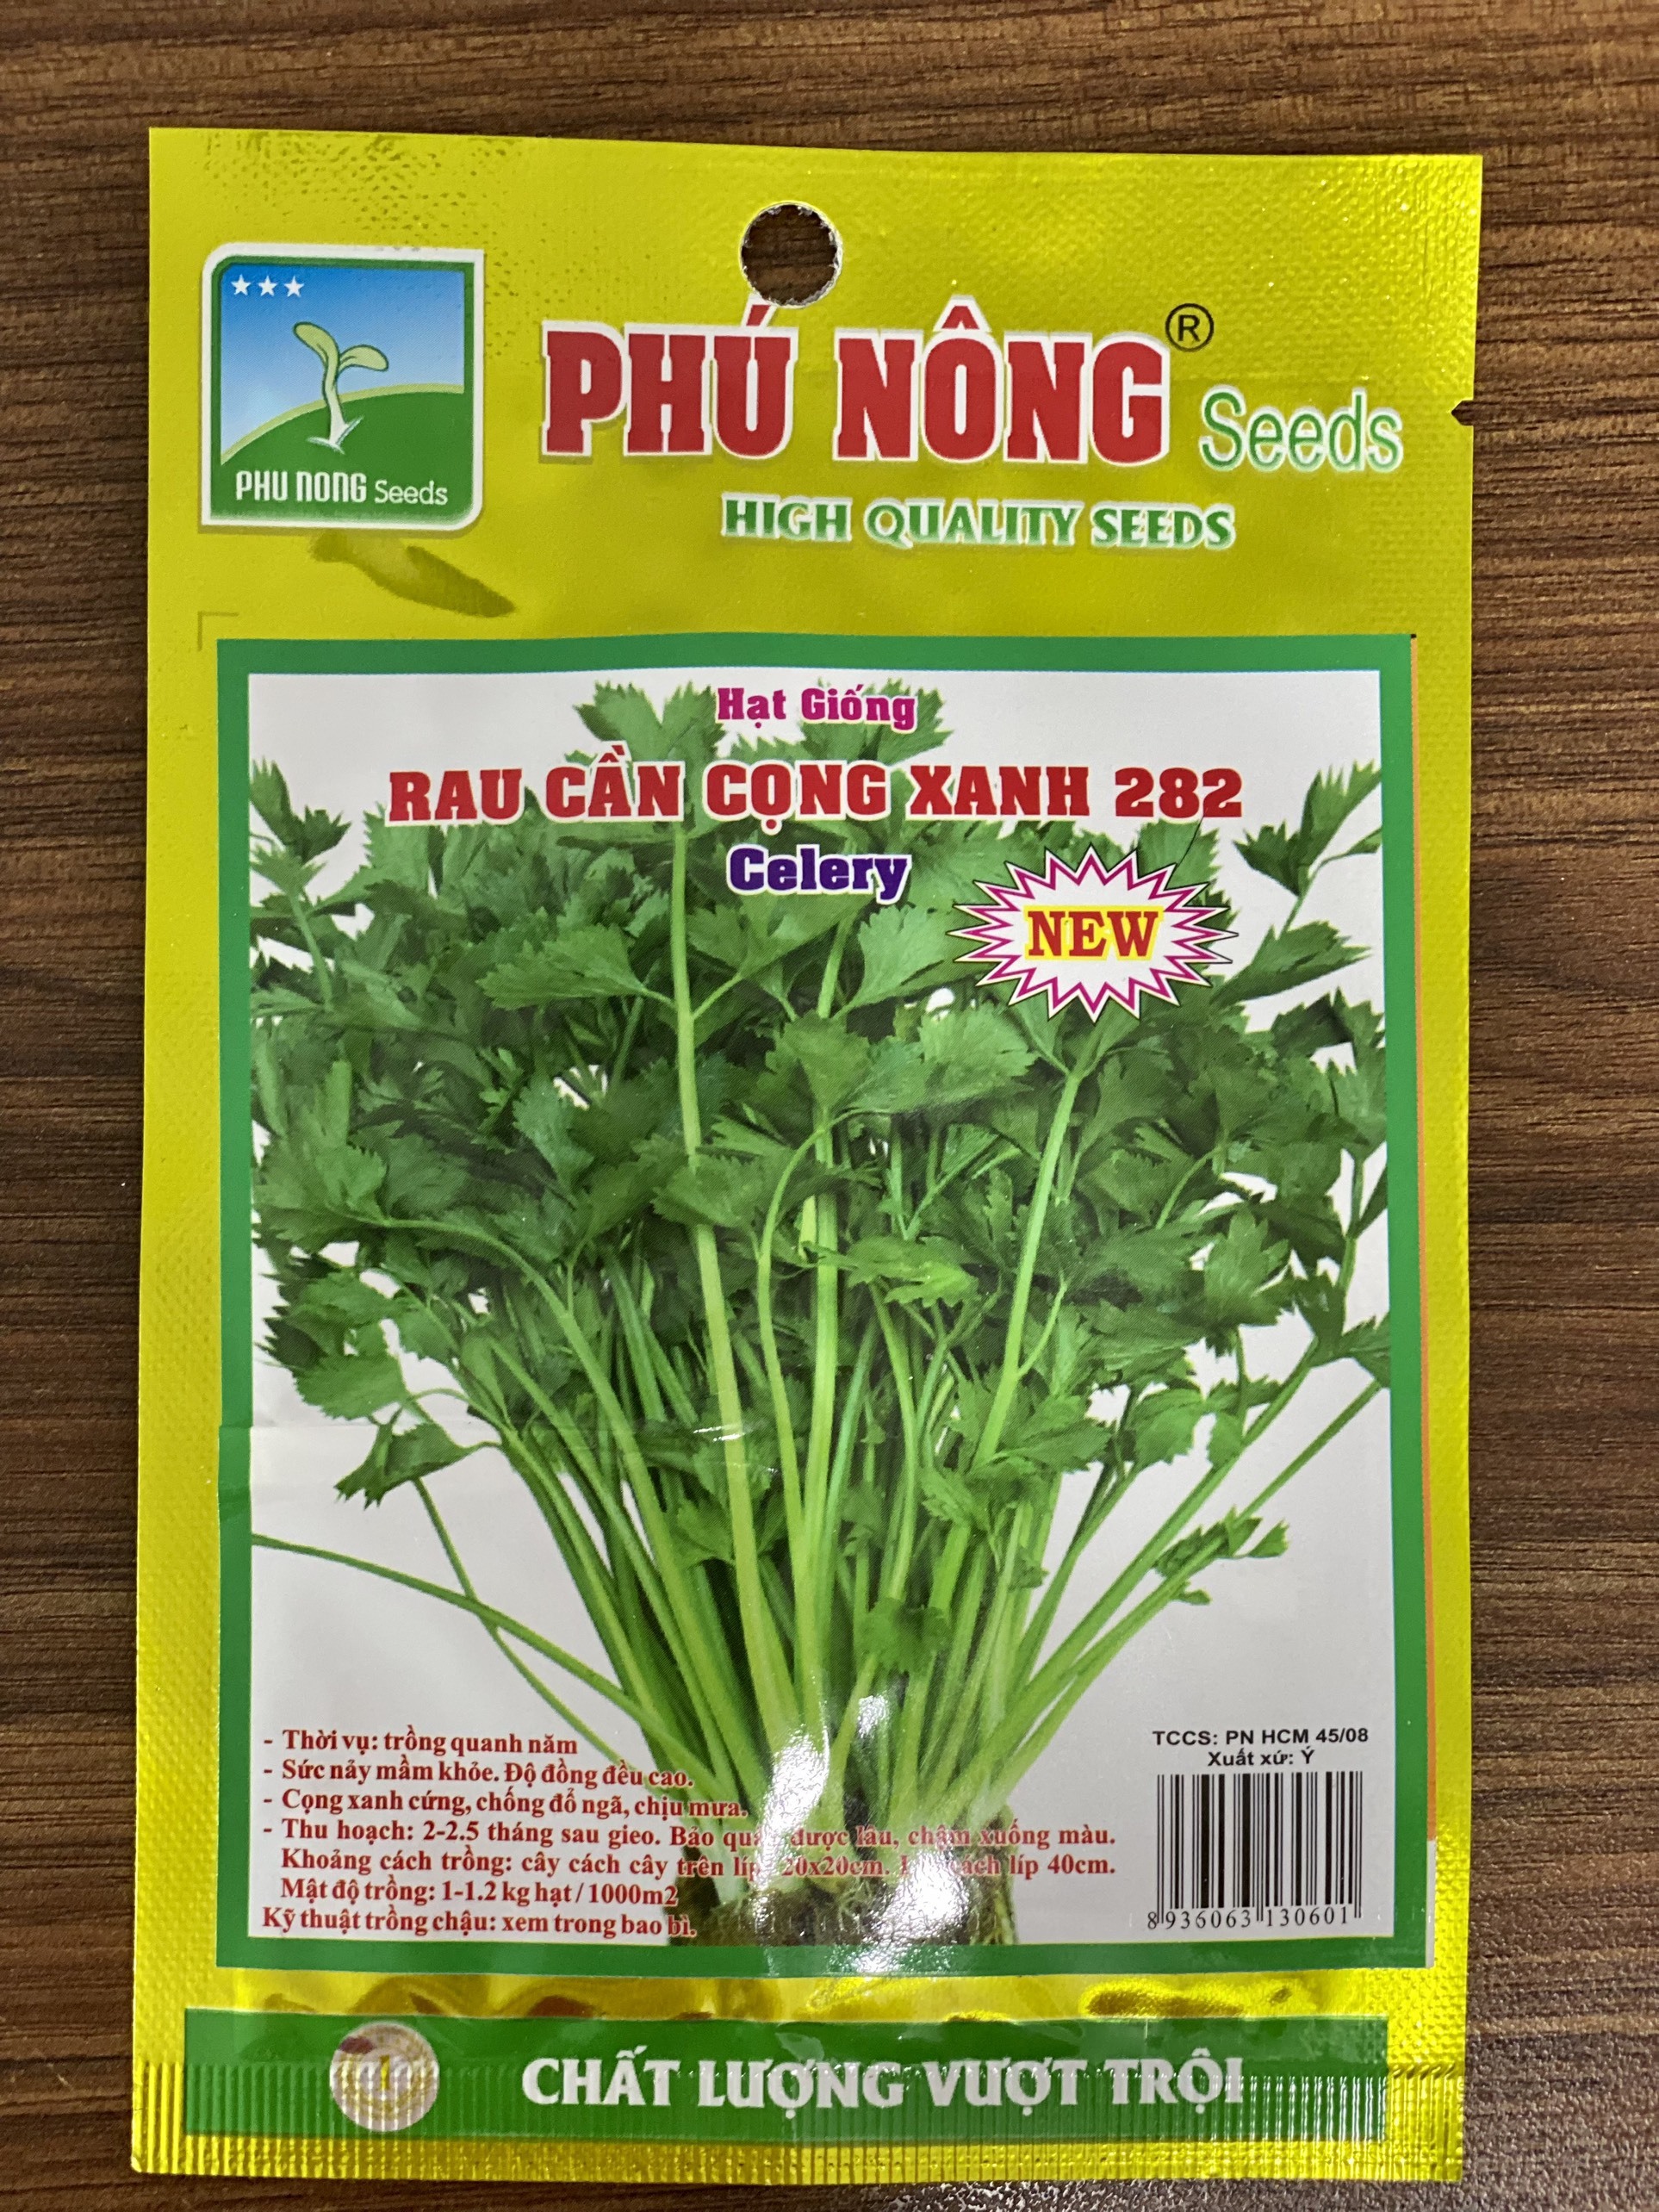 PHÚ NÔNG® Seeds
HIGH QUALITY SEEDS
PHU NONG Seeds
Hạt Giống
RAU CẦN CỌNG XANH 282
Celery
NEW
- Thời vụ: trồng quanh năm
- Sức nảy mầm khỏe. Độ đồng đều cao.
- Cọng xanh cứng, chống đổ ngã, chịu mưa.
- Thu hoạch: 2-2.5 tháng sau gieo. Bảo được lâu, chậm xuống màu.
Khoảng cách trồng: cây cách cây trên líp 20x20cm. cách líp 40cm.
Mật độ trồng: 1-1.2 kg hạt / 1000m2
Kỹ thuật trồng chậu: xem trong bao bì.
TCCS: PN HCM 45/08
Xuất xứ: Ý
8 936063 130601
1
CHẤT LƯỢNG VƯỢT TRỘI